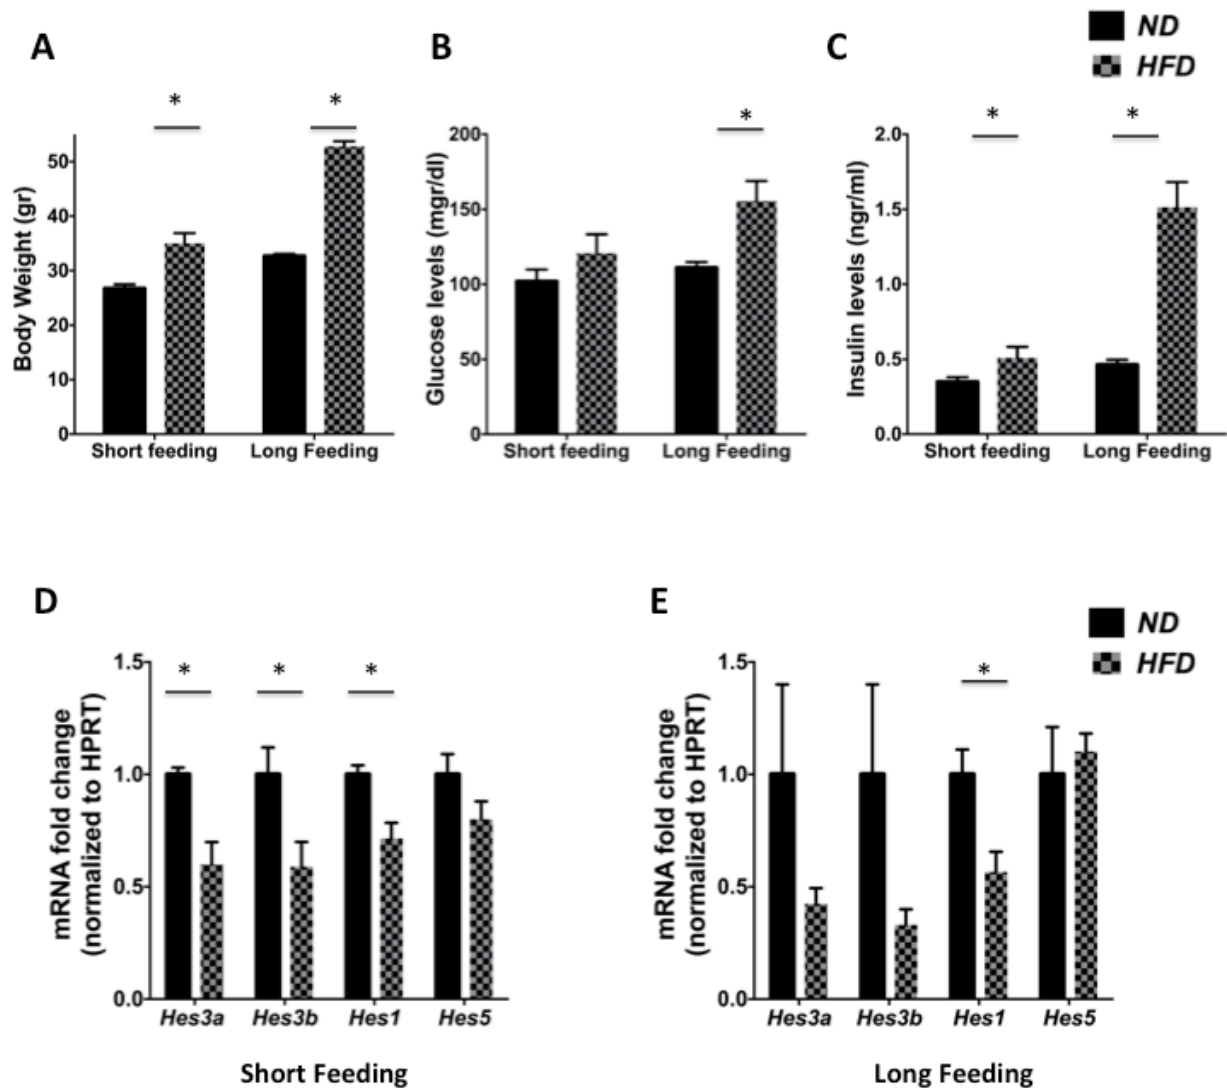 A
B
C
ND
HFD
*
*
*
*
*
Body Weight (gr)
50
40
30
20
10
0
Short feeding
Long Feeding
Glucose levels (mgr/dl)
200
150
100
50
0
Short feeding
Long Feeding
Insulin levels (ngr/ml)
2.0
1.5
1.0
0.5
0.0
Short feeding
Long Feeding
D
E
ND
HFD
*
*
*
*
mRNA fold change
(normalized to HPRT)
1.5
1.0
0.5
0.0
Hes3a
Hes3b
Hes1
Hes5
Short Feeding
mRNA fold change
(normalized to HPRT)
1.5
1.0
0.5
0.0
Hes3a
Hes3b
Hes1
Hes5
Long Feeding